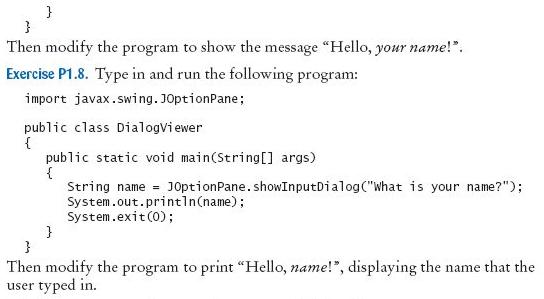 }
}
Then modify the program to show the message “Hello, your name!”.
Exercise P1.8. Type in and run the following program:
import javax.swing.JOptionPane;
public class DialogViewer
{
public static void main(String[] args)
{
String name = JOptionPane.showInputDialog("What is your name?");
System.out.println(name);
System.exit(0);
}
}
Then modify the program to print “Hello, name!”, displaying the name that the
user typed in.